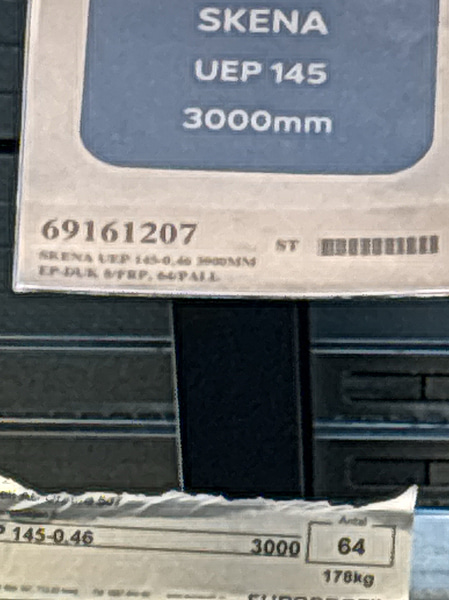 SKENA
UEP 145
3000mm
69161207
ST
SKENA UEP 145-0.46 3000MM
EP-DUK 8/FRP, 64/PALL
P 145-0.46
3000
Antal
64
178kg